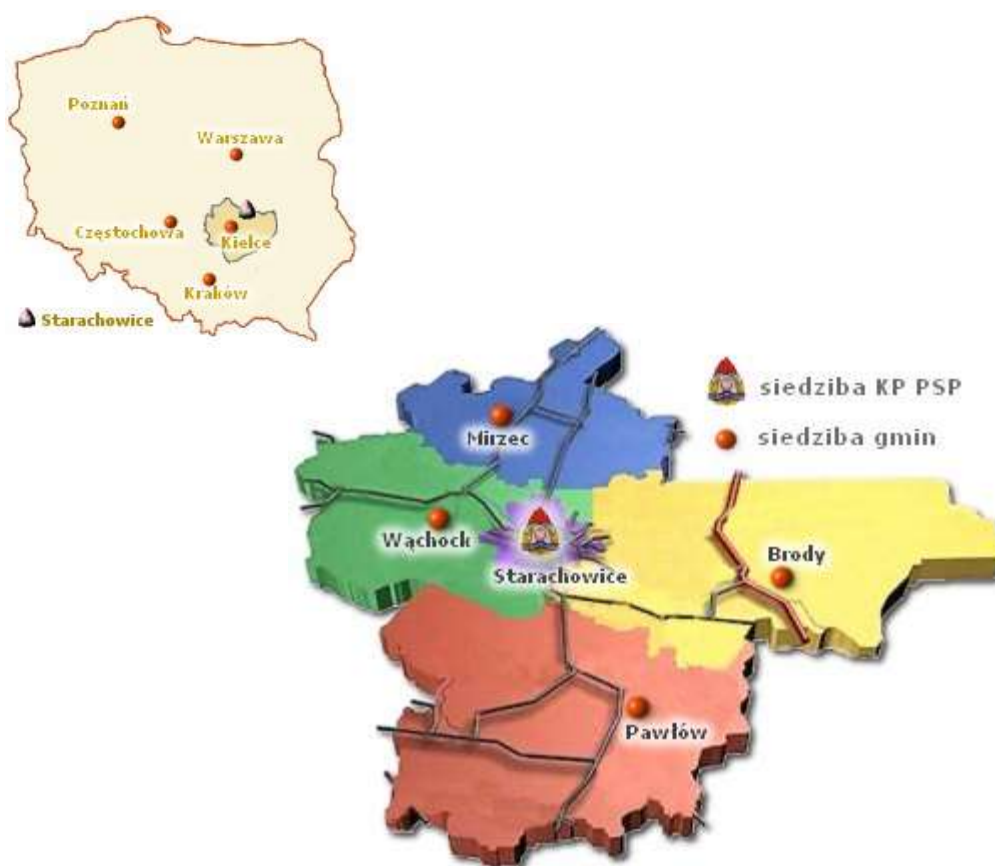 Poznań
Warszawa
Częstochowa
Kielce
Kraków
Starachowice
siedziba KP PSP
siedziba gmin
Mirzec
Wąchock
Starachowice
Brody
Pawłów